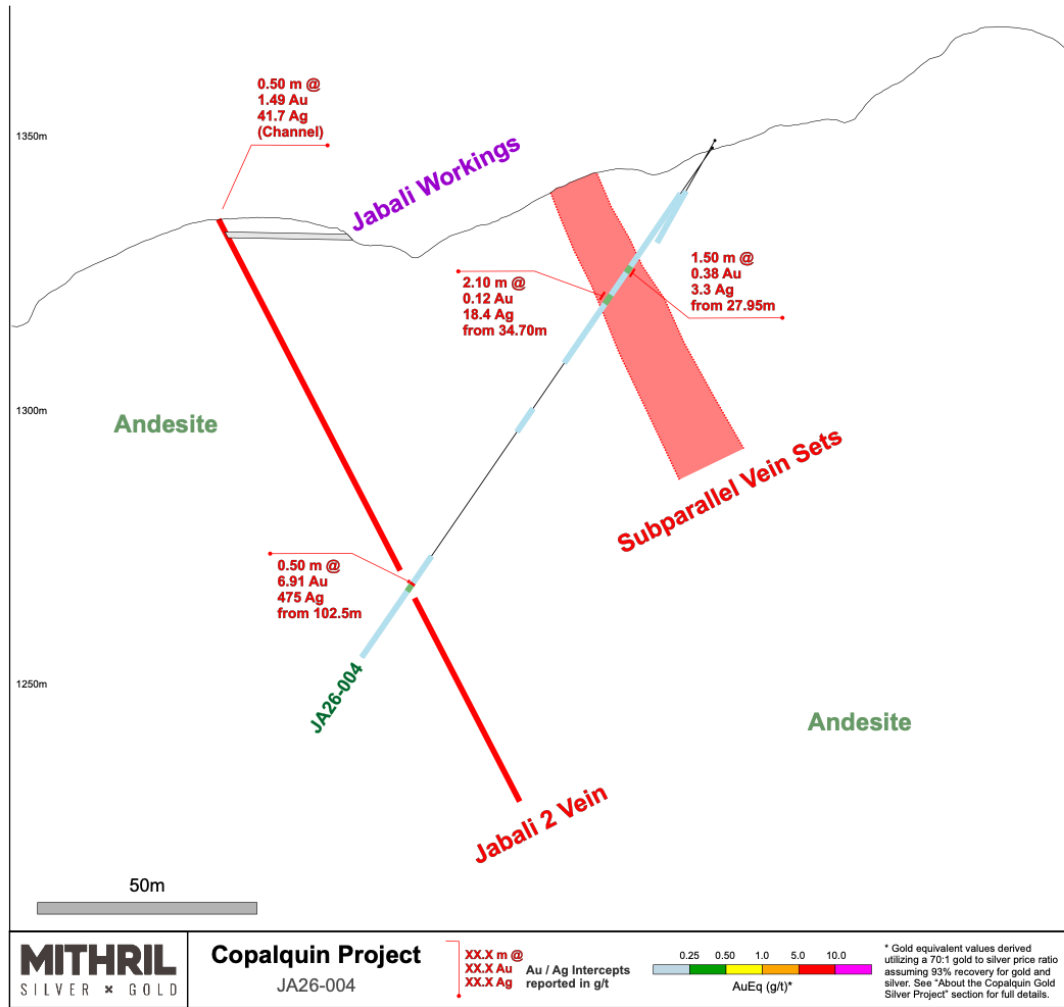 0.50 m @
1.49 Au
41.7 Ag
(Channel)
1350m
Jabali Workings
1.50 m @
0.38 Au
3.3 Ag
from 27.95m
2.10 m @
0.12 Au
18.4 Ag
from 34.70m
1300m
Andesite
Subparallel Vein Sets
0.50 m @
6.91 Au
475 Ag
from 102.5m
1250m
JA26-004
Andesite
Jabali 2 Vein
50m
MITHRIL
SILVER × GOLD
Copalquin Project
JA26-004
XX.X m @
XX.X Au
XX.X Ag
Au / Ag Intercepts
reported in g/t
0.25 0.50 1.0 5.0 10.0
AuEq (g/t)*
* Gold equivalent values derived
utilizing a 70:1 gold to silver price ratio
assuming 93% recovery for gold and
silver. See "About the Copalquin Gold
Silver Project" section for full details.